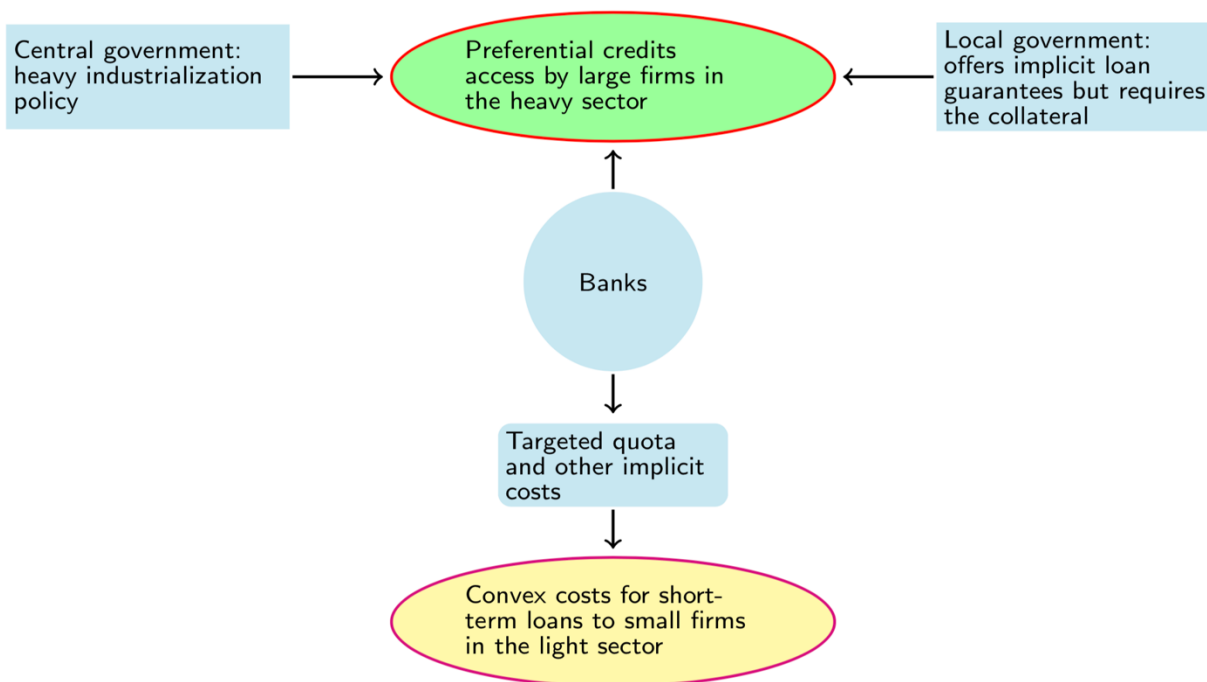 Central government:
heavy industrialization
policy
Preferential credits
access by large firms in
the heavy sector
Local government:
offers implicit loan
guarantees but requires
the collateral
Banks
Targeted quota
and other implicit
costs
Convex costs for short-
term loans to small firms
in the light sector